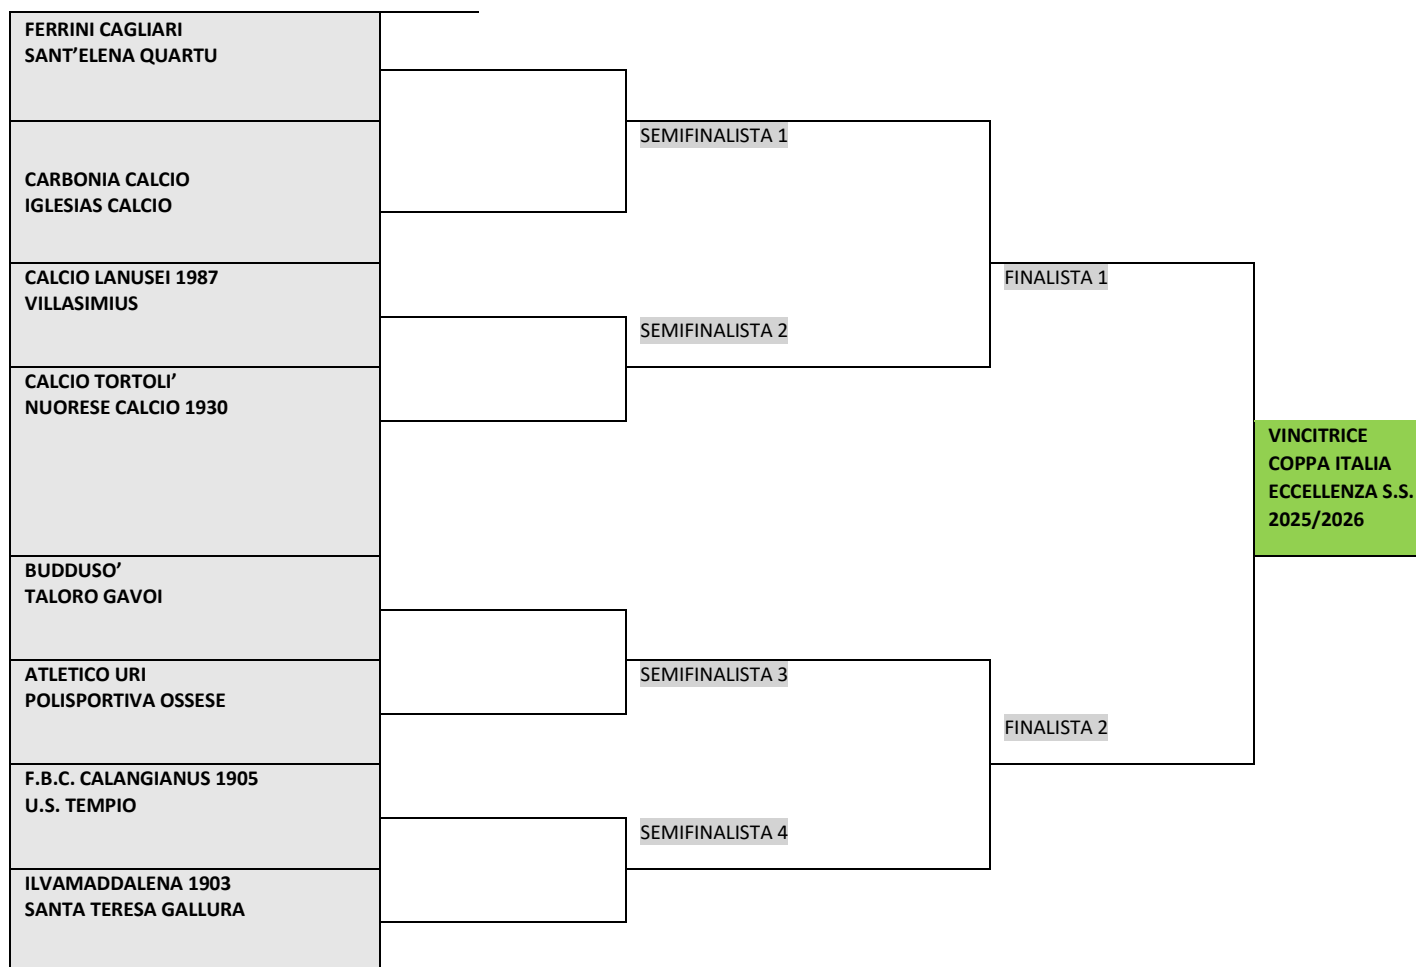 FERRINI CAGLIARI
SANT’ELENA QUARTU
SEMIFINALISTA 1
CARBONIA CALCIO
IGLESIAS CALCIO
CALCIO LANUSEI 1987
VILLASIMIUS
FINALISTA 1
SEMIFINALISTA 2
CALCIO TORTOLI’
NUORESE CALCIO 1930
VINCITRICE
COPPA ITALIA
ECCELLENZA S.S.
2025/2026
BUDDUSO’
TALORO GAVOI
ATLETICO URI
POLISPORTIVA OSSESE
SEMIFINALISTA 3
FINALISTA 2
F.B.C. CALANGIANUS 1905
U.S. TEMPIO
SEMIFINALISTA 4
ILVAMADDALENA 1903
SANTA TERESA GALLURA